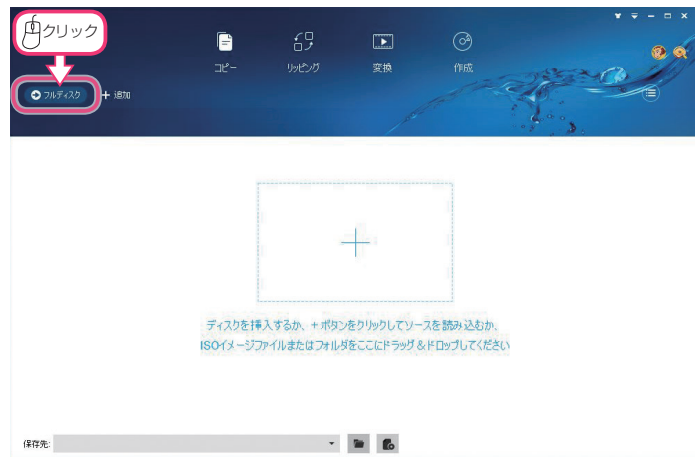 クリック
コピー
リッピング
変換
作成
フルディスク
+ 追加
ディスクを挿入するか、+ボタンをクリックしてソースを読み込むか、
ISOイメージファイルまたはフォルダをここにドラッグ&ドロップしてください
保存先: